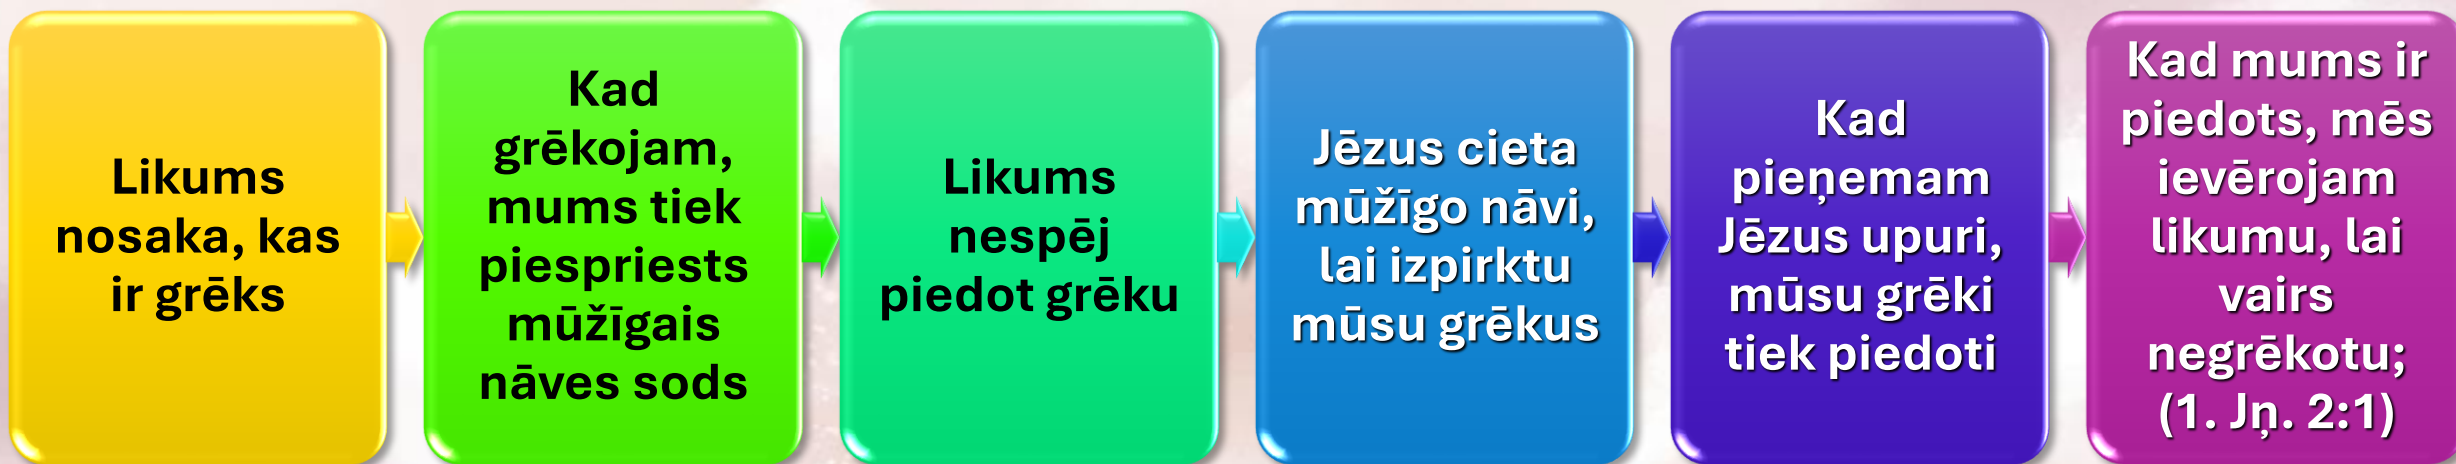 Likums
nosaka, kas
ir grēks
Kad
grēkojam,
mums tiek
piespriests
mūžīgais
nāves sods
Likums
nespēj
piedot grēku
Jēzus cieta
mūžīgo nāvi,
lai izpirktu
mūsu grēkus
Kad
pieņemam
Jēzus upuri,
mūsu grēki
tiek piedoti
Kad mums ir
piedots, mēs
ievērojam
likumu, lai
vairs
negrēkotu;
(1. Jņ. 2:1)